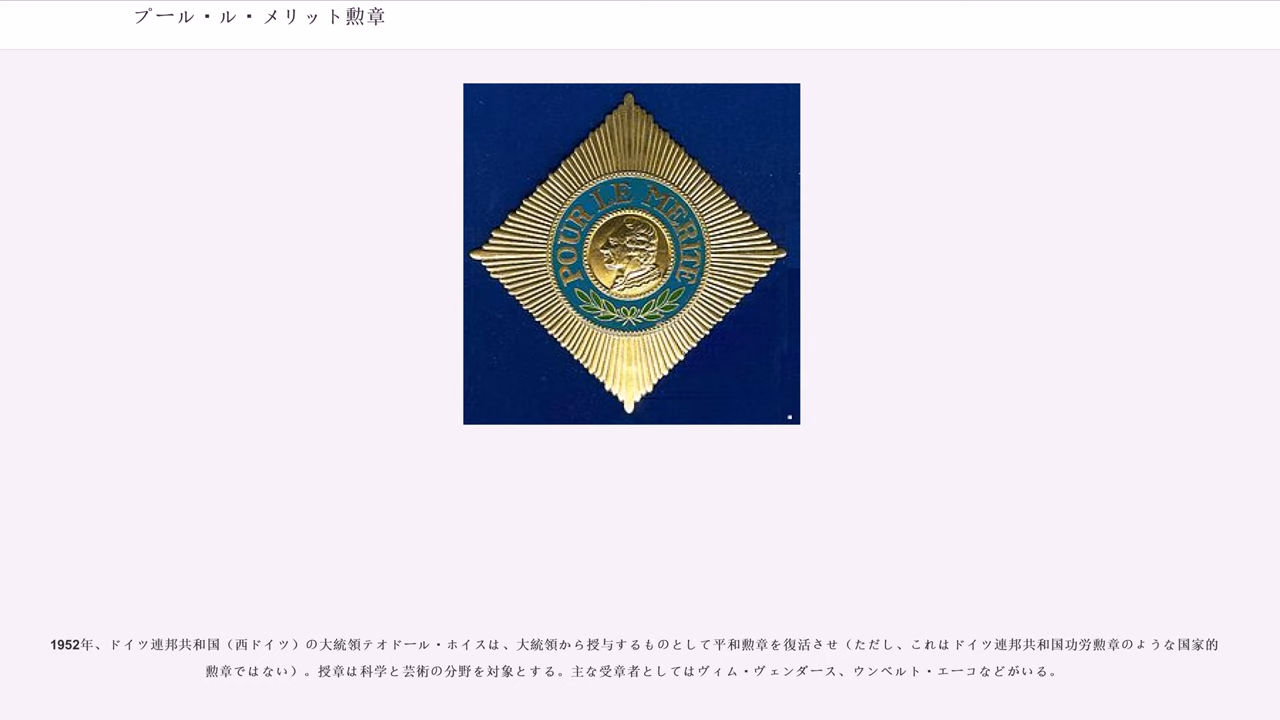 プール・ル・メリット勲章
POUR LE MERITE
1952年、ドイツ連邦共和国（西ドイツ）の大統領テオドール・ホイスは、大統領から授与するものとして平和勲章を復活させ（ただし、これはドイツ連邦共和国功労勲章のような国家的
勲章ではない）。授章は科学と芸術の分野を対象とする。主な受章者としてはヴィム・ヴェンダース、ウンベルト・エーコなどがいる。